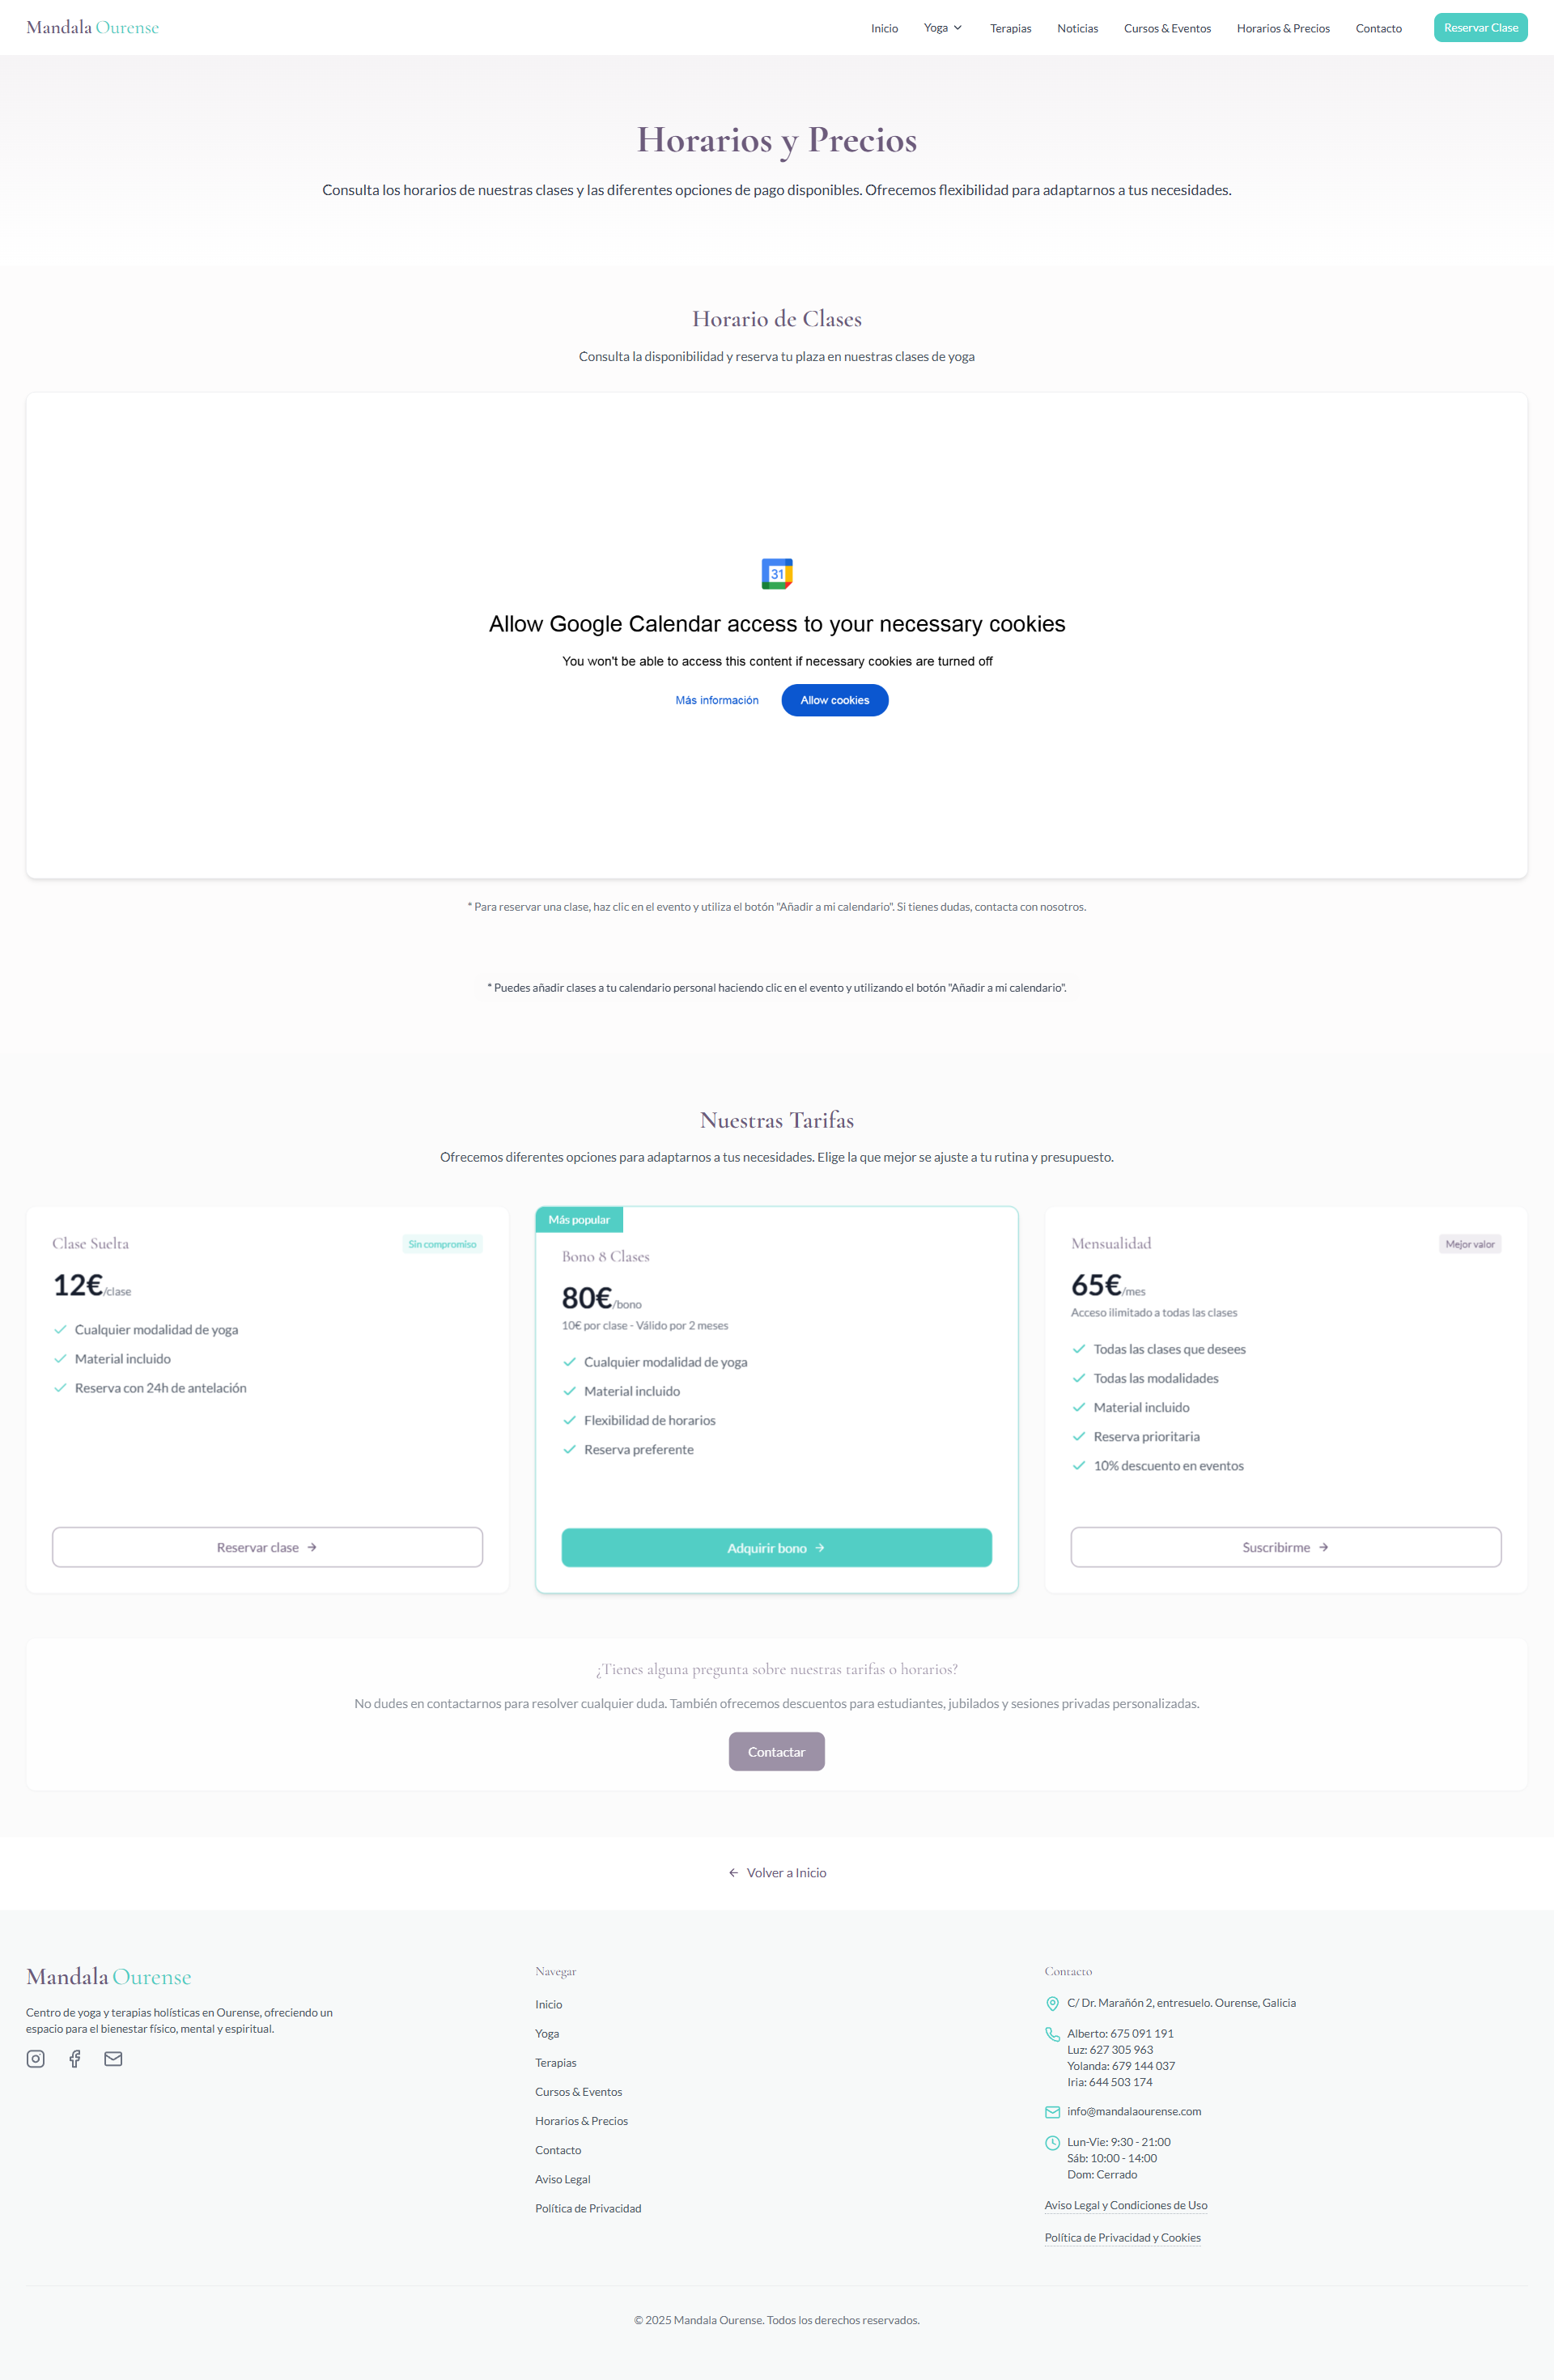 Mandala Ourense
Inicio
Yoga
Terapias
Noticias
Cursos & Eventos
Horarios & Precios
Contacto
Reservar Clase
Horarios y Precios
Consulta los horarios de nuestras clases y las diferentes opciones de pago disponibles. Ofrecemos flexibilidad para adaptarnos a tus necesidades.
Horario de Clases
Consulta la disponibilidad y reserva tu plaza en nuestras clases de yoga
31
Allow Google Calendar access to your necessary cookies
You won't be able to access this content if necessary cookies are turned off
Más información
Allow cookies
* Para reservar una clase, haz clic en el evento y utiliza el botón "Añadir a mi calendario". Si tienes dudas, contacta con nosotros.
* Puedes añadir clases a tu calendario personal haciendo clic en el evento y utilizando el botón "Añadir a mi calendario".
Nuestras Tarifas
Ofrecemos diferentes opciones para adaptarnos a tus necesidades. Elige la que mejor se ajuste a tu rutina y presupuesto.
Clase Suelta
Sin compromiso
12€/clase
Cualquier modalidad de yoga
Material incluido
Reserva con 24h de antelación
Reservar clase
Más popular
Bono 8 Clases
80€/bono
10€ por clase - Válido por 2 meses
Cualquier modalidad de yoga
Material incluido
Flexibilidad de horarios
Reserva preferente
Adquirir bono
Mensualidad
Mejor valor
65€/mes
Acceso ilimitado a todas las clases
Todas las clases que desees
Todas las modalidades
Material incluido
Reserva prioritaria
10% descuento en eventos
Suscribirme
¿Tienes alguna pregunta sobre nuestras tarifas o horarios?
No dudes en contactarnos para resolver cualquier duda. También ofrecemos descuentos para estudiantes, jubilados y sesiones privadas personalizadas.
Contactar
Volver a Inicio
Mandala Ourense
Centro de yoga y terapias holísticas en Ourense, ofreciendo un
espacio para el bienestar físico, mental y espiritual.
Navegar
Inicio
Yoga
Terapias
Cursos & Eventos
Horarios & Precios
Contacto
Aviso Legal
Política de Privacidad
Contacto
C/ Dr. Marañón 2, entresuelo. Ourense, Galicia
Alberto: 675 091 191
Luz: 627 305 963
Yolanda: 679 144 037
Iria: 644 503 174
info@mandalaourense.com
Lun-Vie: 9:30 - 21:00
Sáb: 10:00 - 14:00
Dom: Cerrado
Aviso Legal y Condiciones de Uso
Política de Privacidad y Cookies
© 2025 Mandala Ourense. Todos los derechos reservados.